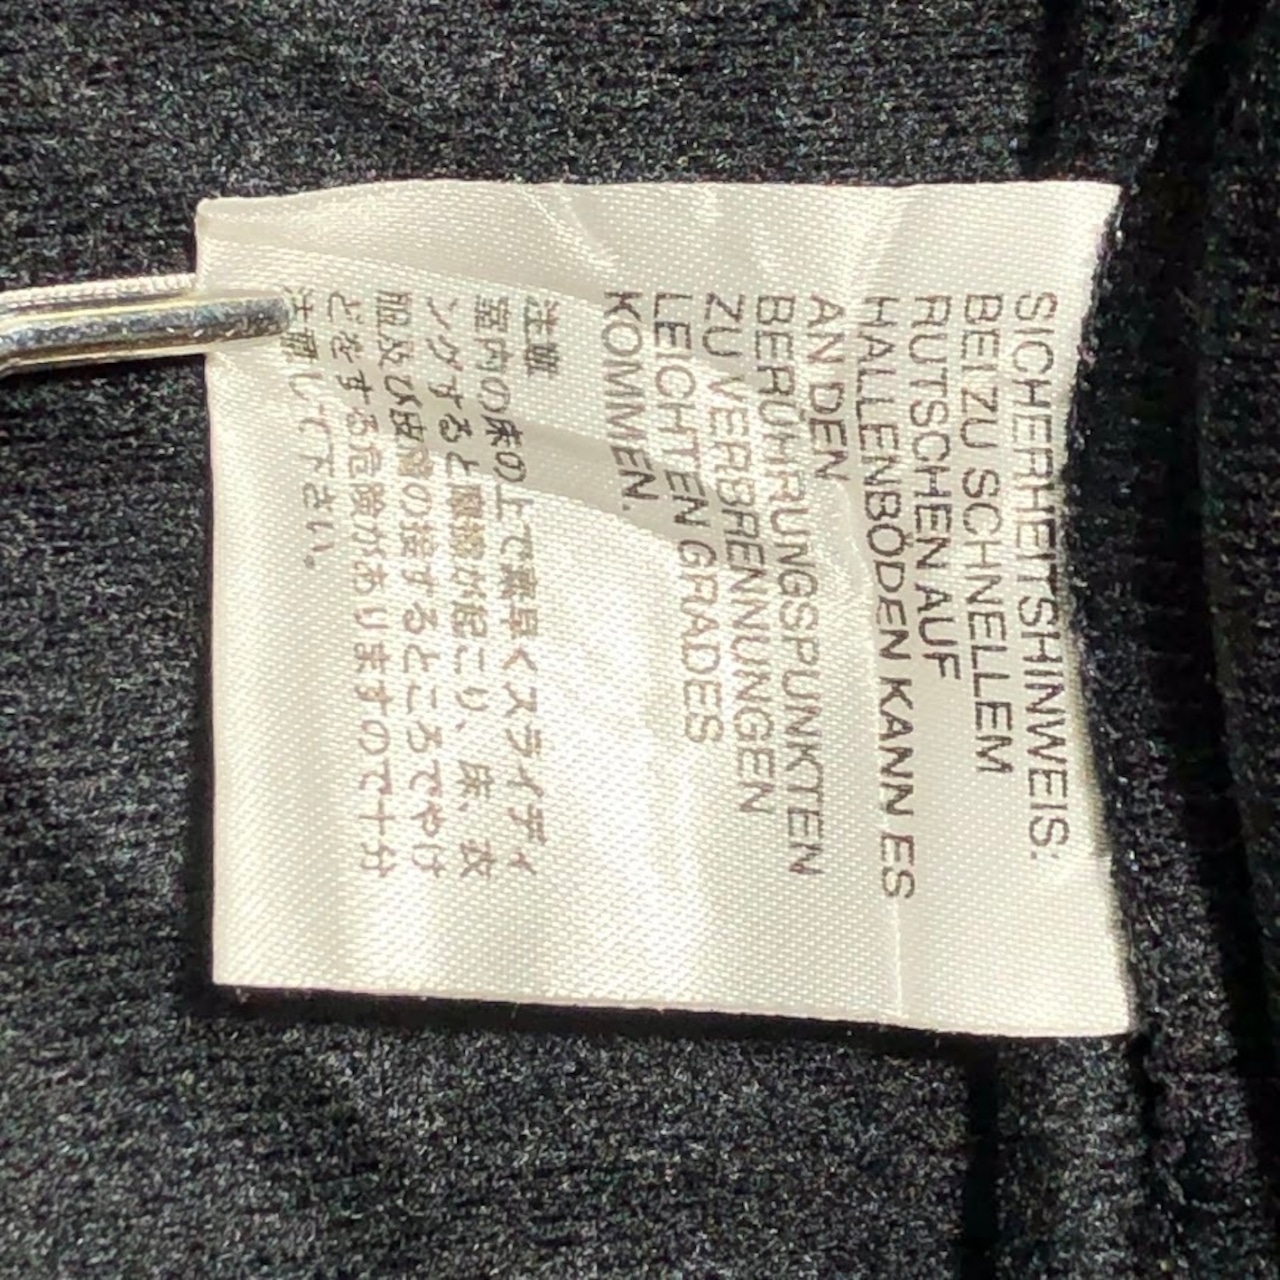 SICHERHEITSHINWEIS:
BEI ZU SCHNELLEM
RUTSCHEN AUF
HALLENBÖDEN KANN ES
AN DEN
BERÜHRUNGSPUNKTEN
ZU VERBRENNUNGEN
LEICHTEN GRADES
KOMMEN.
注意
室内の床の上で素早くスライディ
ングすると摩擦が起こり、床、衣
服及び皮膚の接するところでやけ
どをする危険がありますので十分
注意して下さい。